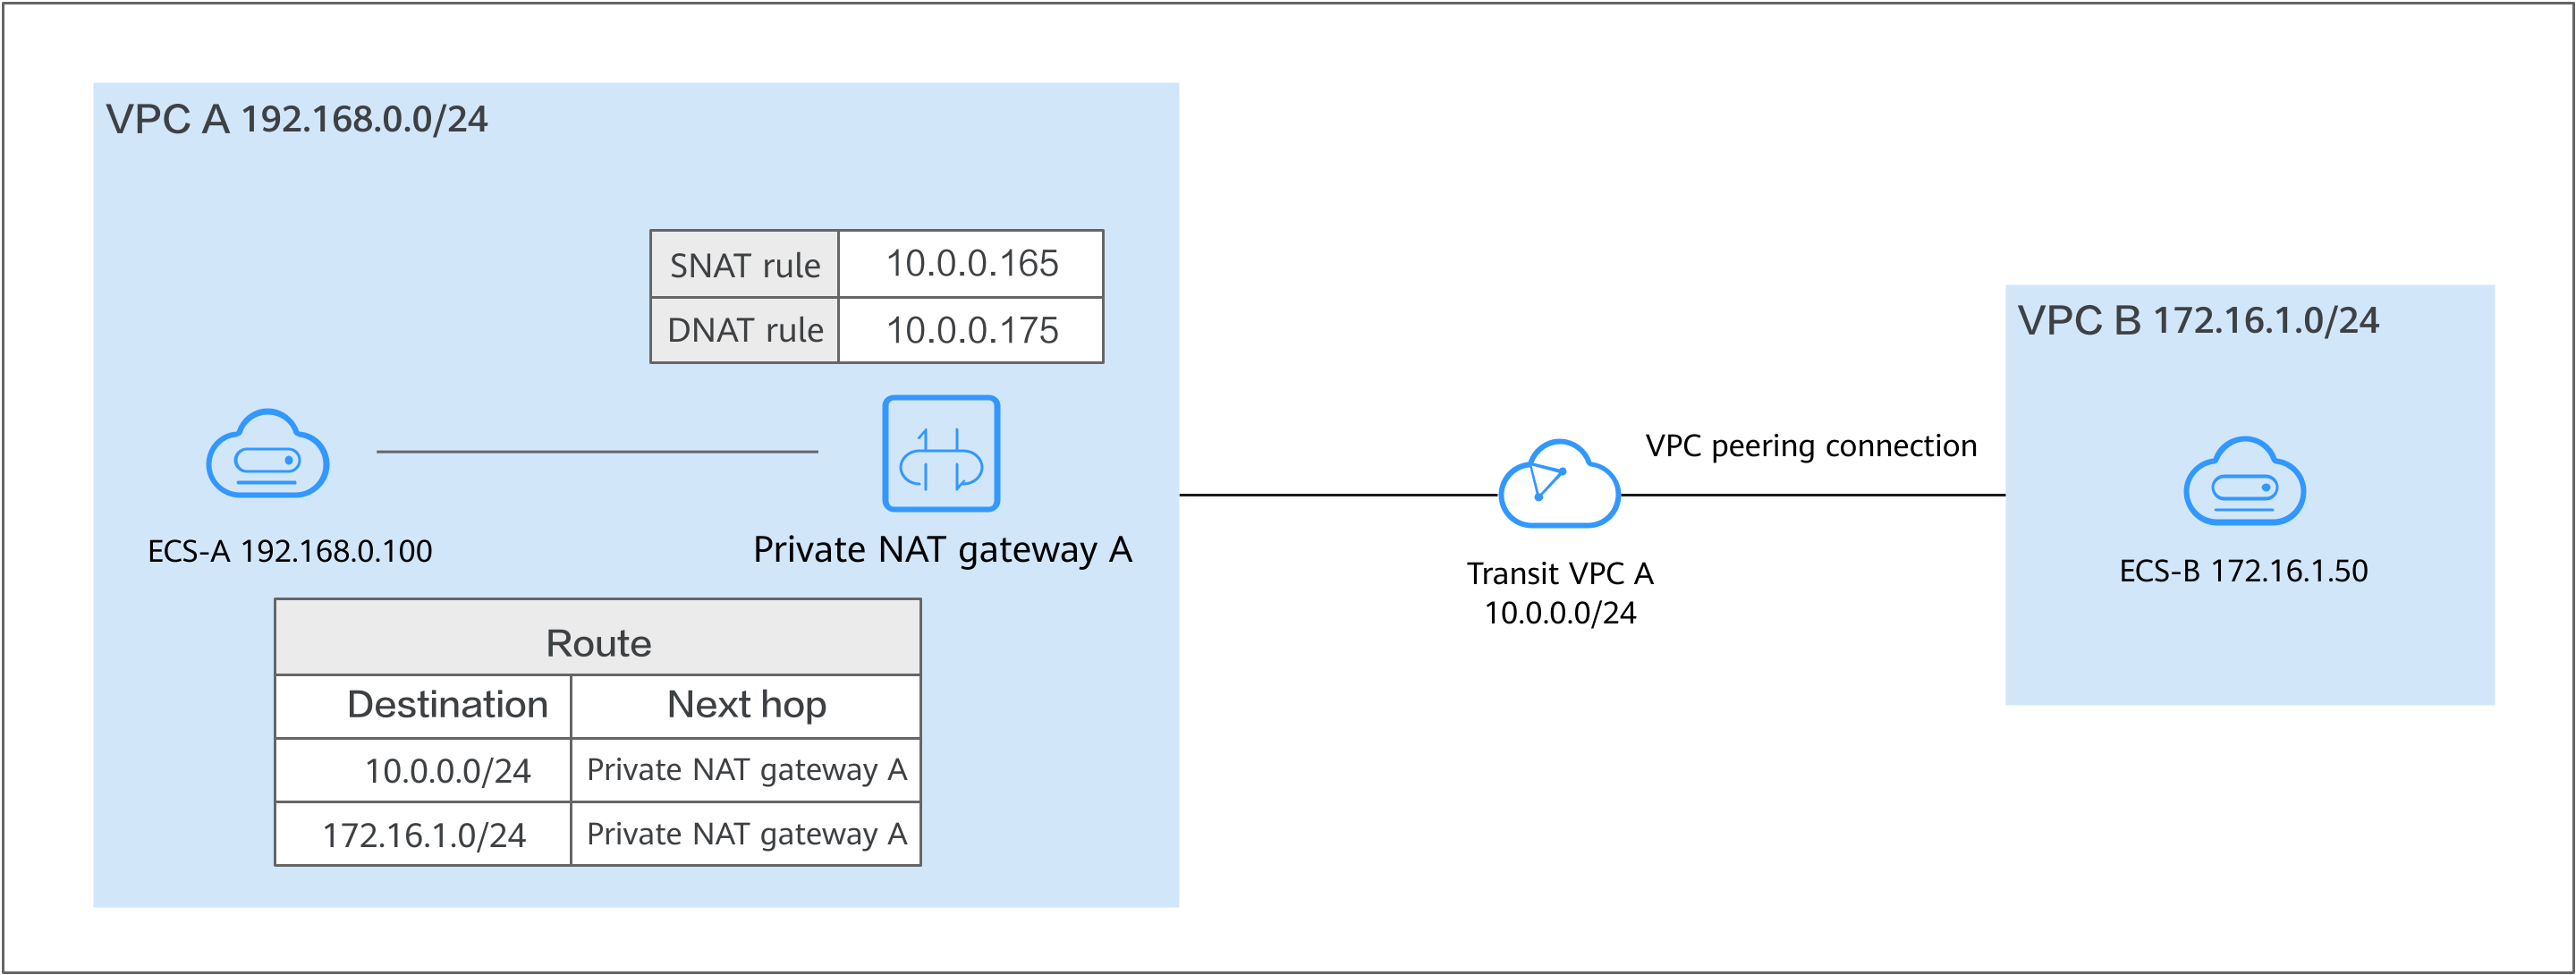 VPC A 192.168.0.0/24
SNAT rule 10.0.0.165
DNAT rule 10.0.0.175
ECS-A 192.168.0.100
Private NAT gateway A
Route
Destination Next hop
10.0.0.0/24 Private NAT gateway A
172.16.1.0/24 Private NAT gateway A
VPC peering connection
Transit VPC A
10.0.0.0/24
VPC B 172.16.1.0/24
ECS-B 172.16.1.50